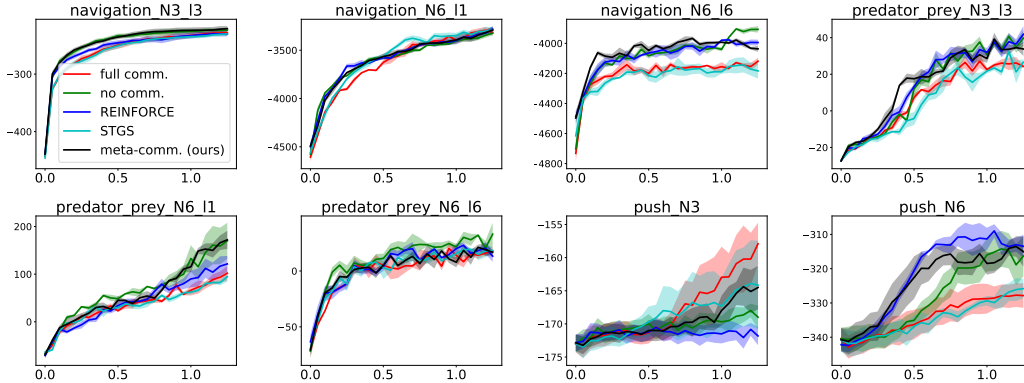 navigation_N3_l3
−300
−400
0.0 0.5 1.0
full comm.
no comm.
REINFORCE
STGS
meta-comm. (ours)
navigation_N6_l1
−3500
−4000
−4500
0.0 0.5 1.0
navigation_N6_l6
−4000
−4200
−4400
−4600
−4800
0.0 0.5 1.0
predator_prey_N3_l3
40
20
0
−20
0.0 0.5 1.0
predator_prey_N6_l1
200
100
0
0.0 0.5 1.0
predator_prey_N6_l6
0
−50
0.0 0.5 1.0
push_N3
−155
−160
−165
−170
−175
0.0 0.5 1.0
push_N6
−310
−320
−330
−340
0.0 0.5 1.0